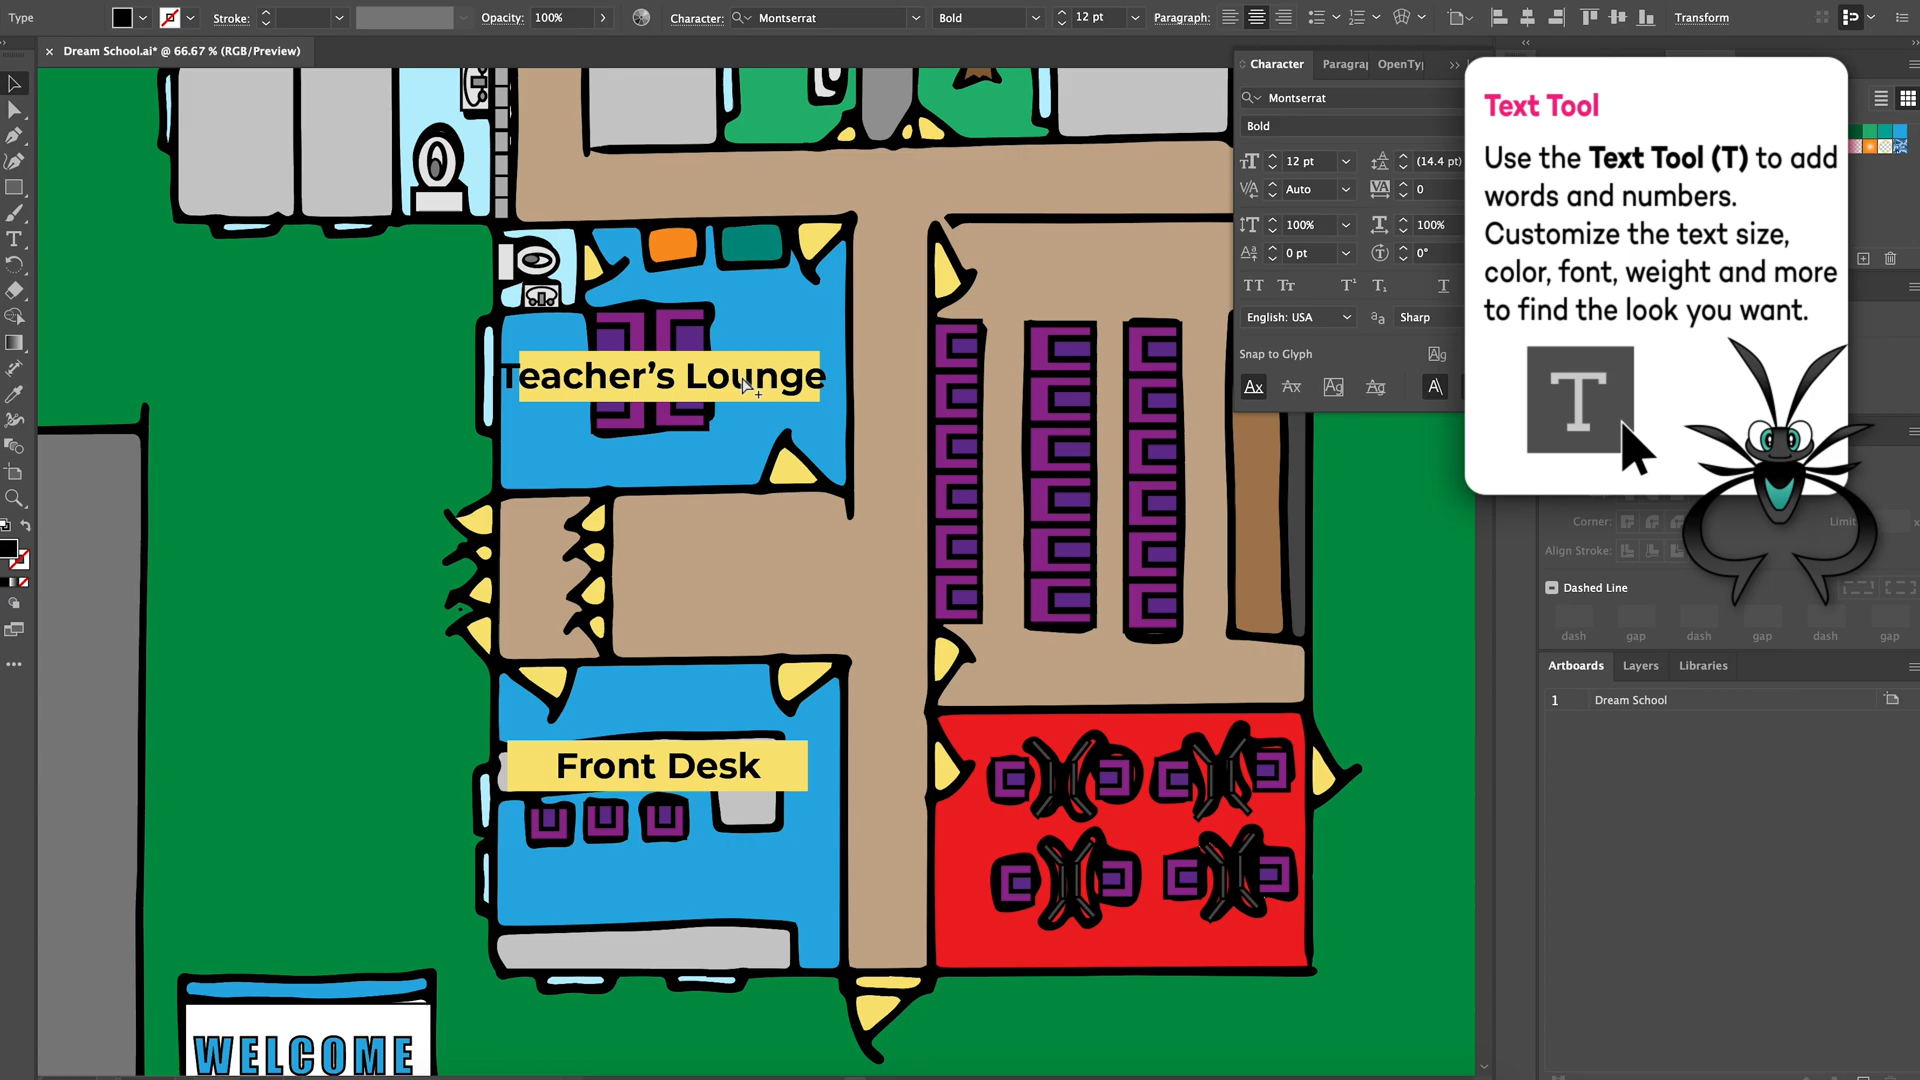 Type
Stroke:
Opacity:
100%
Character:
Montserrat
Bold
12 pt
Paragraph:
Transform
Dream School.ai* @ 66.67 % (RGB/Preview)
Character
Paragra
OpenTy
Montserrat
Bold
12 pt
(14.4 pt)
Auto
0
100%
100%
0 pt
0°
English: USA
Sharp
Snap to Glyph
Text Tool
Use the Text Tool (T) to add
words and numbers.
Customize the text size,
color, font, weight and more
to find the look you want.
T
Teacher's Lounge
Front Desk
WELCOME
Corner:
Limit
Align Stroke:
Dashed Line
dash
gap
dash
gap
dash
gap
Artboards
Layers
Libraries
1
Dream School